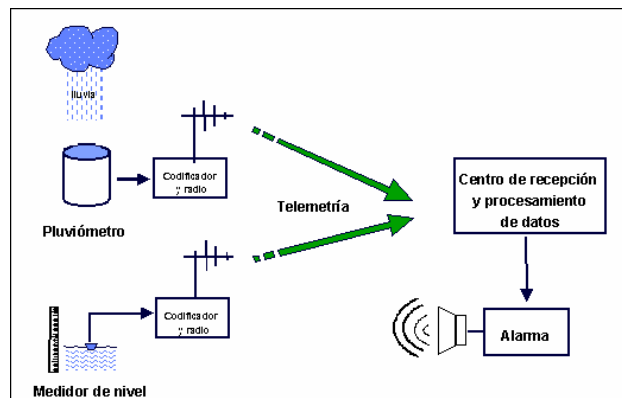 lluvia
Codificador
y radio
Pluviómetro
Telemetría
Centro de recepción
y procesamiento
de datos
Codificador
y radio
Alarma
Medidor de nivel